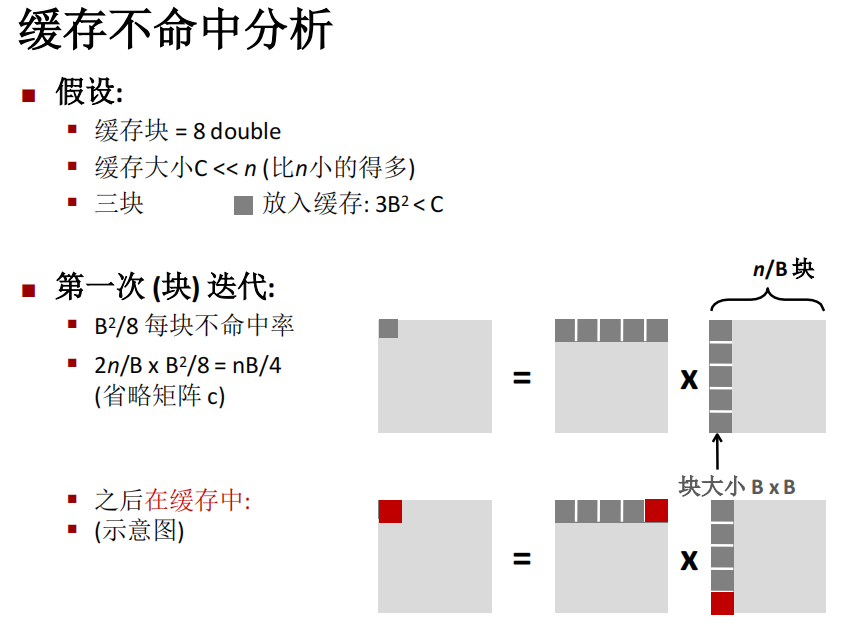 缓存不命中分析
假设:
缓存块 = 8 double
缓存大小C << n (比n小的得多)
三块 放入缓存: 3B² < C
第一次 (块) 迭代:
B²/8 每块不命中率
2n/B x B²/8 = nB/4
(省略矩阵 c)
n/B 块
= x
块大小 B x B
之后在缓存中:
(示意图)
= x